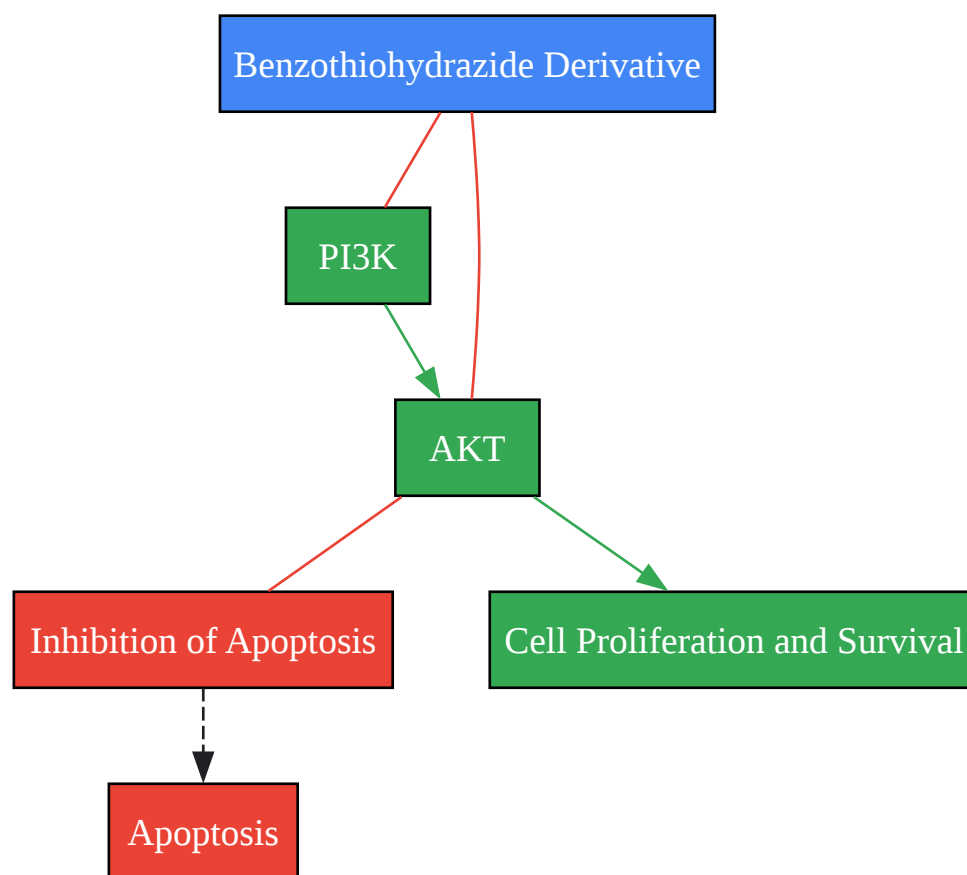 Benzothiohydrazide Derivative
PI3K
AKT
Inhibition of Apoptosis
Cell Proliferation and Survival
Apoptosis